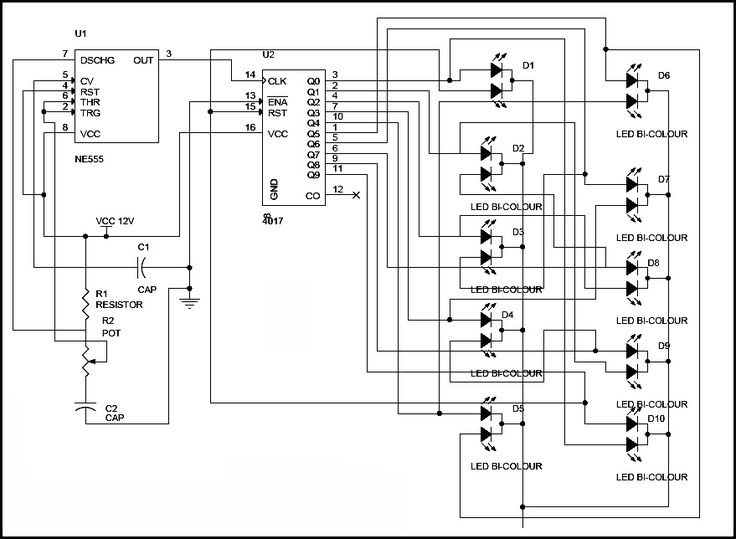 U1
7 DSCHG OUT 3
5 CV
4 RST
6 THR
2 TRG
8 VCC
NE555
U2
14 CLK Q0 3
Q1 2
13 ENA Q2 4
15 RST Q3 7
Q4 10
16 VCC Q5 1
Q6 5
Q7 6
Q8 9
Q9 11
GND CO 12
8
4017
VCC 12V
C1
CAP
R1
RESISTOR
R2
POT
C2
CAP
D1
D2
LED BI-COLOUR
D3
LED BI-COLOUR
D4
LED BI-COLOUR
D5
LED BI-COLOUR
D6
LED BI-COLOUR
D7
LED BI-COLOUR
D8
LED BI-COLOUR
D9
LED BI-COLOUR
D10
LED BI-COLOUR